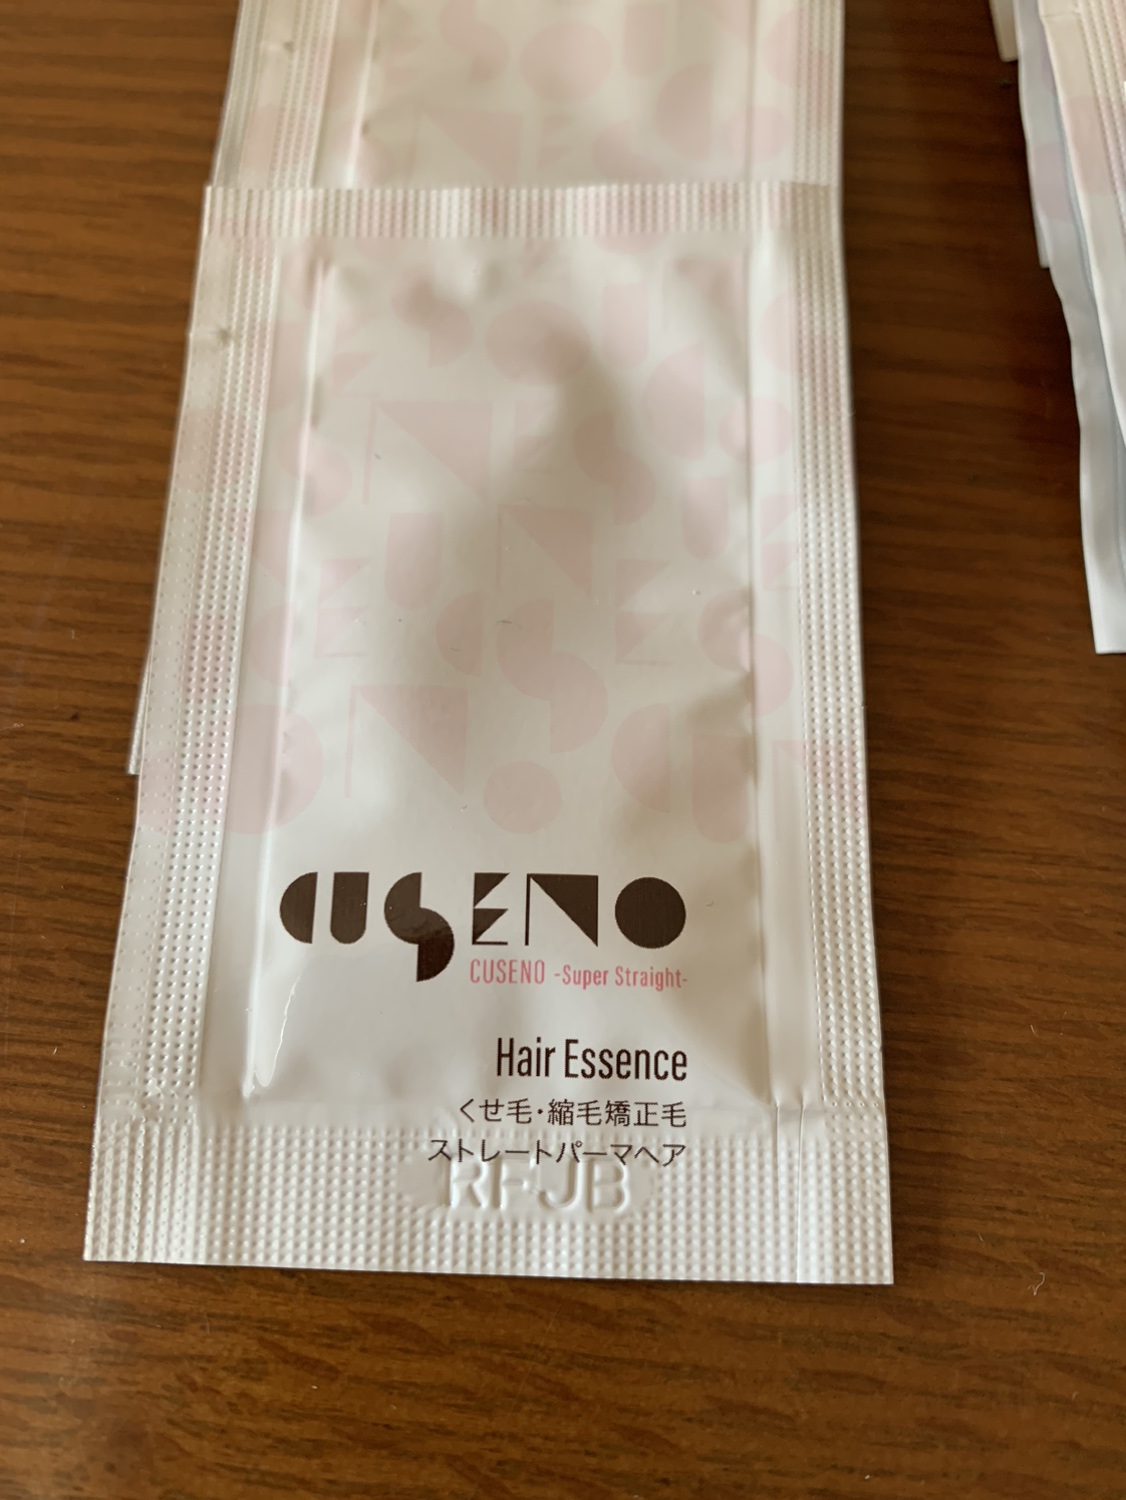 CUSENO
CUSENO -Super Straight-
Hair Essence
くせ毛・縮毛矯正毛
ストレートパーマヘア
RFJB